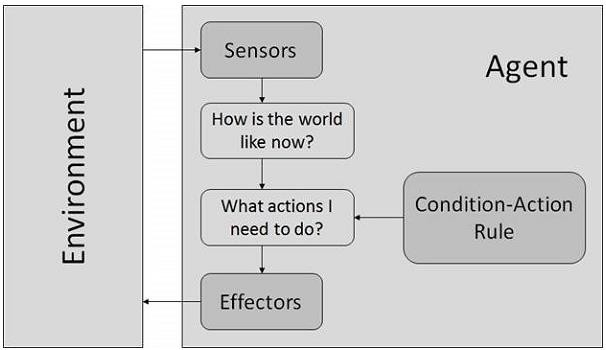 Environment
Sensors
Agent
How is the world
like now?
What actions I
need to do?
Condition-Action
Rule
Effectors